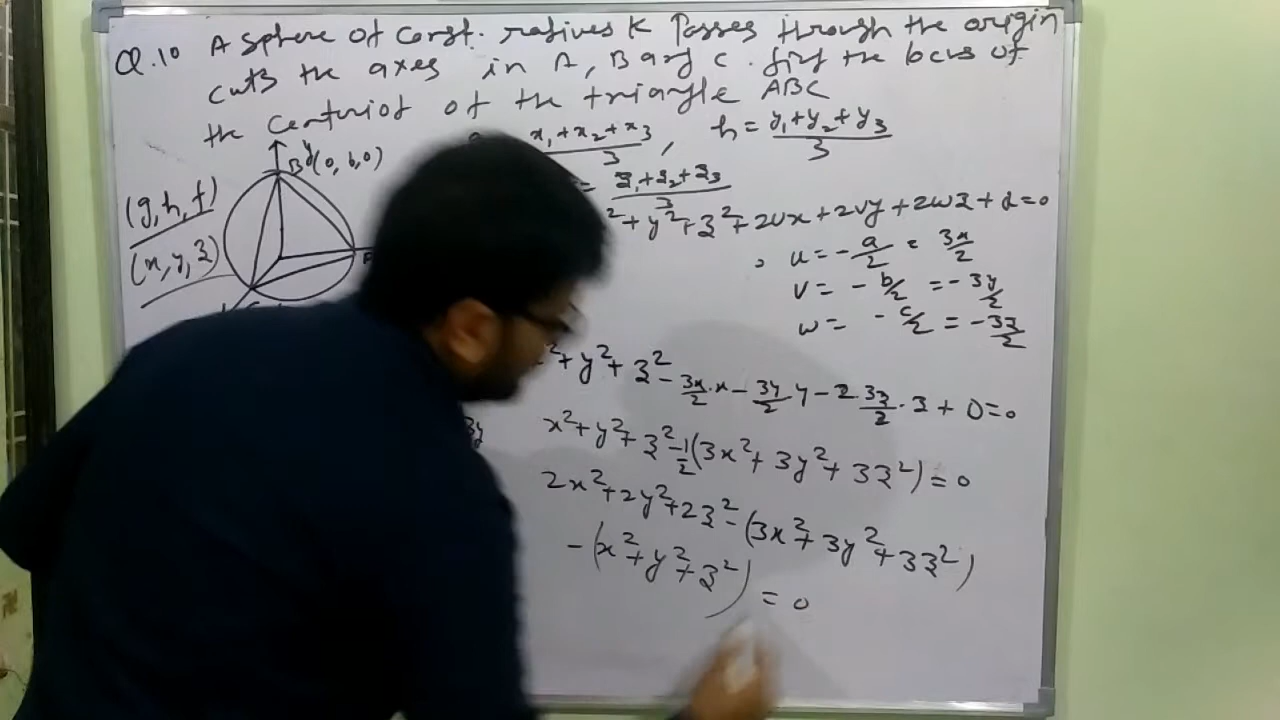 Q.10 A sphere of const. radives K Passes through the origin
cuts the axes in A, B any C. find the locus of
the centuriot of the triangle ABC
x₁+x₂+x₃/3, h = y₁+y₂+y₃/3
= z₁+z₂+z₃/3
B(0, b, 0)
y
(g, h, f)
(x, y, z)
² + y² + z² + 2ux + 2vy + 2wz + d = 0
u = -a/2 = 3x/2
v = -b/2 = -3y/2
w = -c/2 = -3z/2
² + y² + z² - 3x/2 · x - 3y/2 y - 2 3z/2 · z + 0 = 0
3y
x² + y² + z² - 1/2 (3x² + 3y² + 3z²) = 0
2x² + 2y² + 2z² - (3x² + 3y² + 3z²)
- (x² + y² + z²) = 0